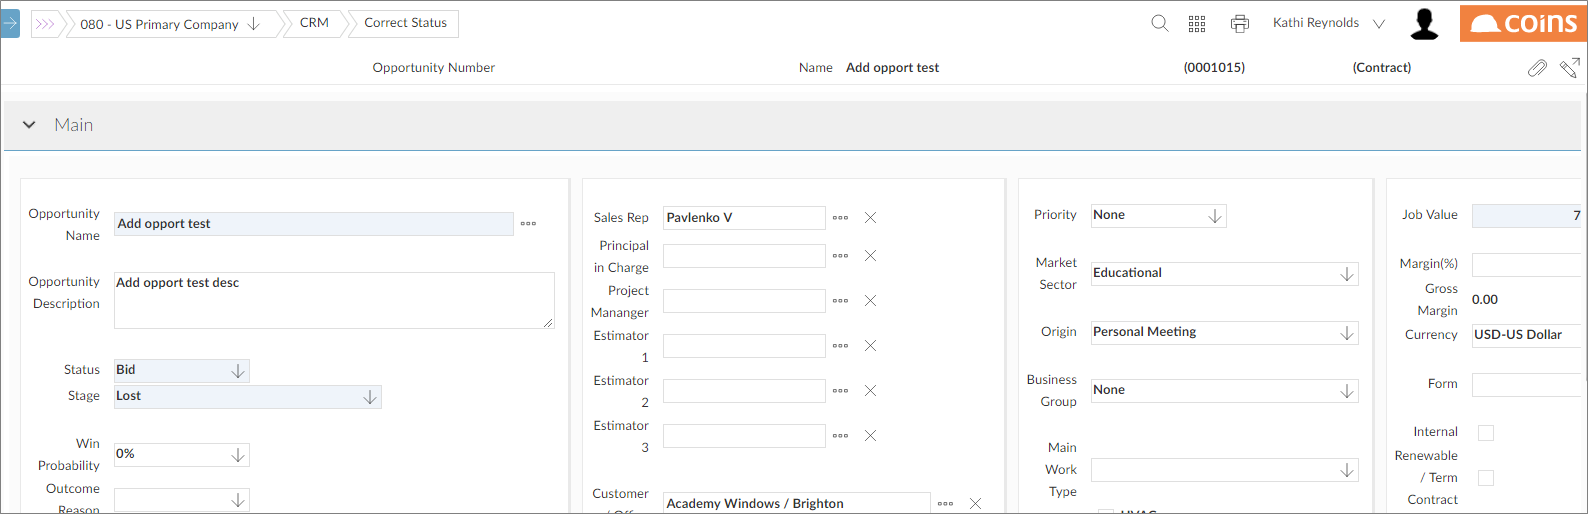 080 - US Primary Company
CRM
Correct Status
Kathi Reynolds
coins
Opportunity Number
Name Add opport test
(0001015)
(Contract)
Main
Opportunity
Name
Add opport test
Opportunity
Description
Add opport test desc
Status
Bid
Stage
Lost
Win
Probability
0%
Outcome
Reason
Sales Rep
Pavlenko V
Principal
in Charge
Project
Mananger
Estimator
1
Estimator
2
Estimator
3
Customer
Academy Windows / Brighton
Priority
None
Market
Sector
Educational
Origin
Personal Meeting
Business
Group
None
Main
Work
Type
HVAC
Job Value
7
Margin(%)
Gross
Margin
0.00
Currency
USD-US Dollar
Form
Internal
Renewable
/ Term
Contract